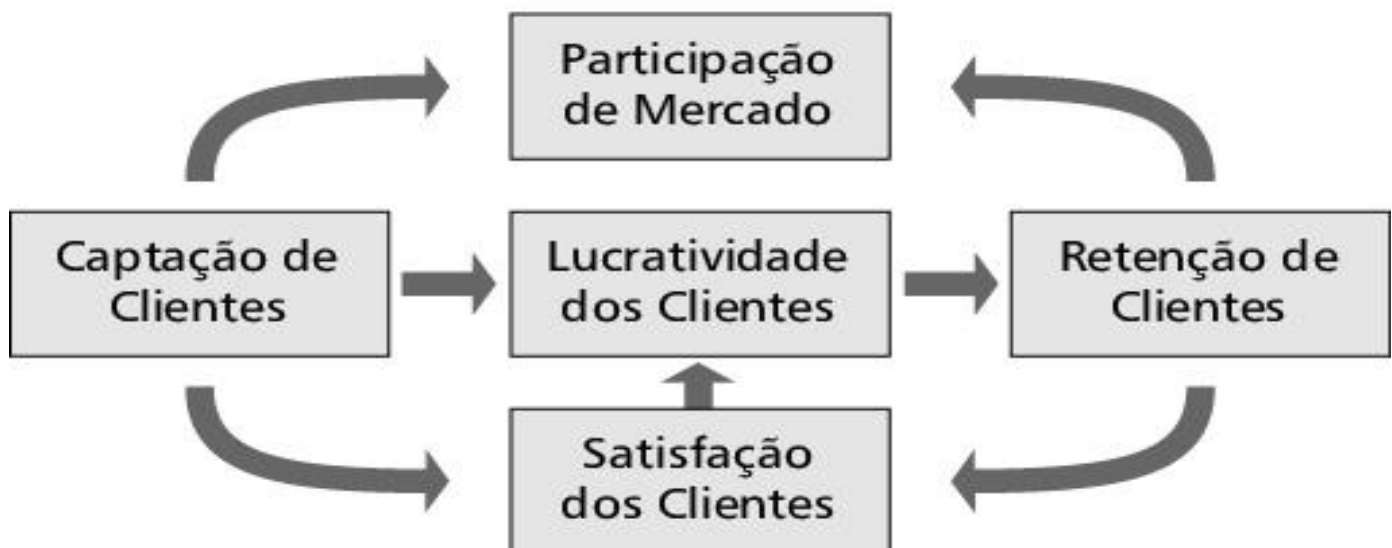 Participação
de Mercado
Captação de
Clientes
Lucratividade
dos Clientes
Retenção de
Clientes
Satisfação
dos Clientes